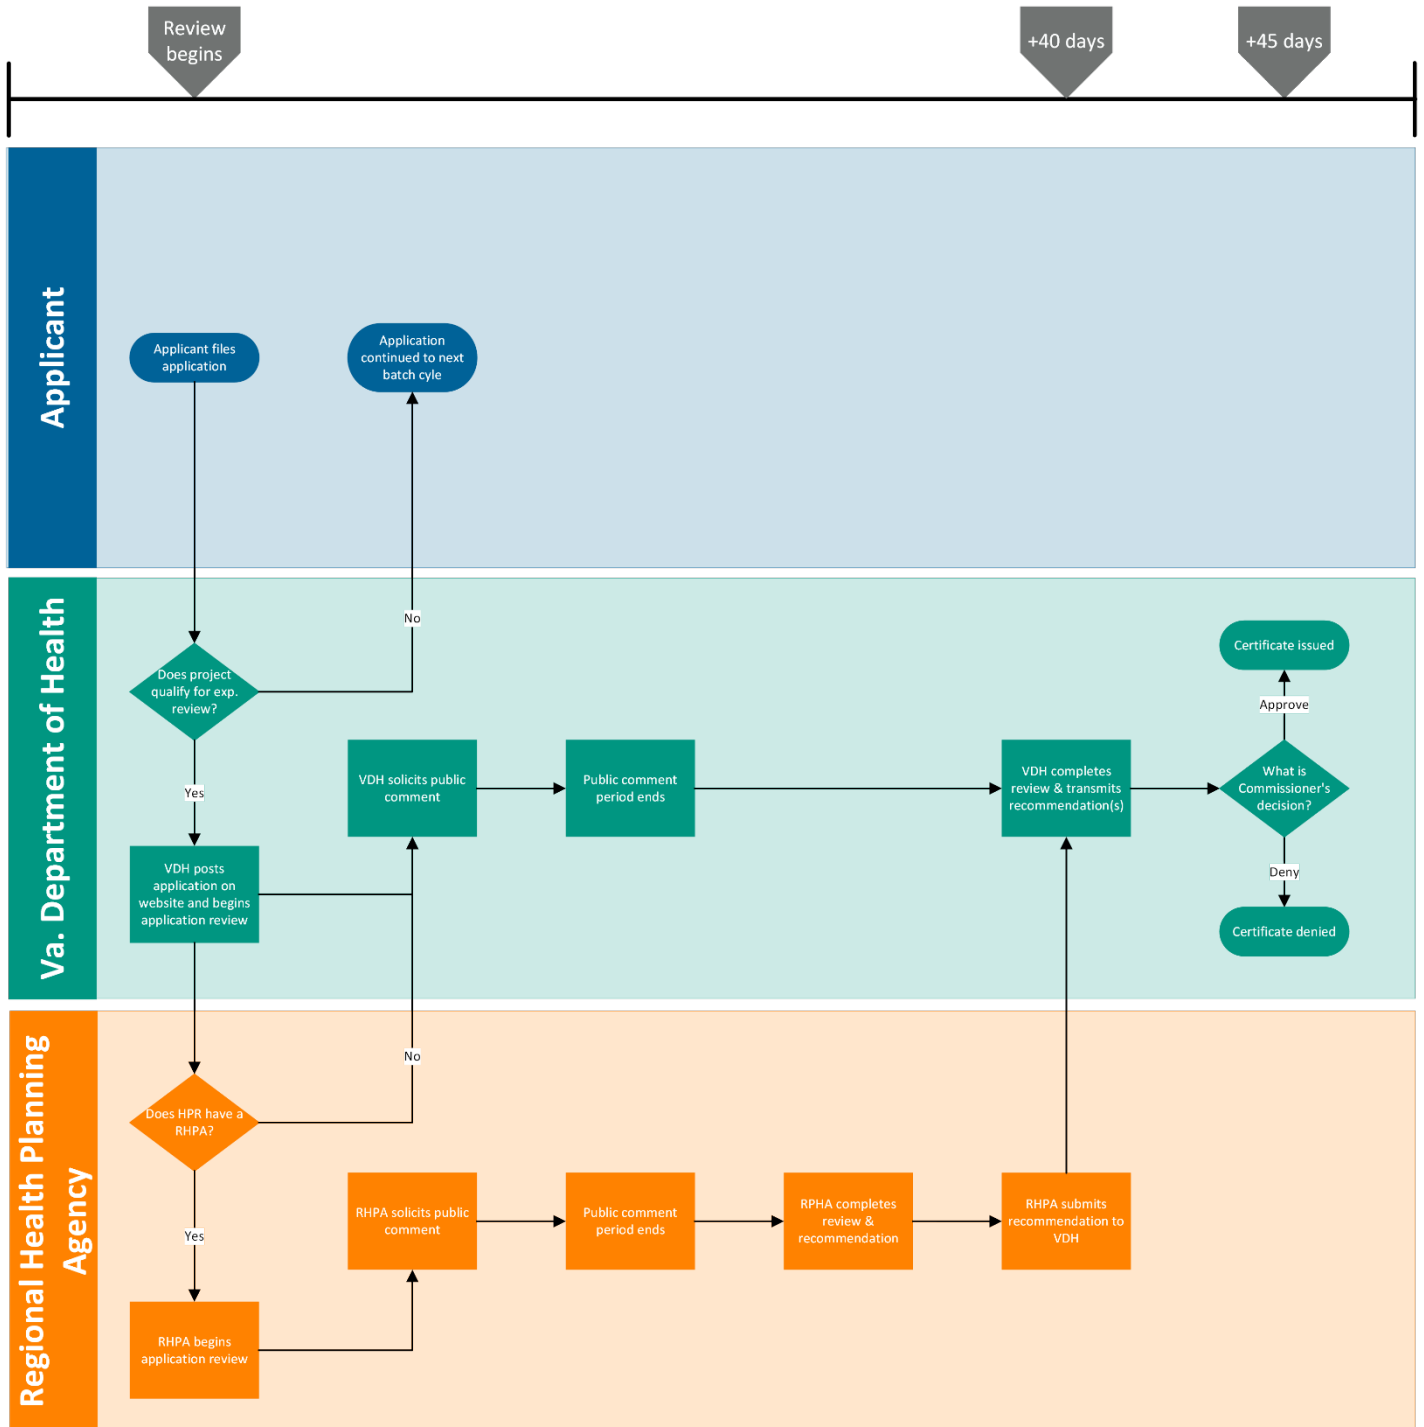 Review
begins
+40 days
+45 days
Applicant
Applicant files
application
Application
continued to next
batch cyle
Va. Department of Health
Does project
qualify for exp.
review?
No
Yes
VDH posts
application on
website and begins
application review
VDH solicits public
comment
Public comment
period ends
VDH completes
review & transmits
recommendation(s)
What is
Commissioner's
decision?
Approve
Certificate issued
Deny
Certificate denied
Regional Health Planning
Agency
Does HPR have a
RHPA?
No
Yes
RHPA begins
application review
RHPA solicits public
comment
Public comment
period ends
RPHA completes
review &
recommendation
RHPA submits
recommendation to
VDH